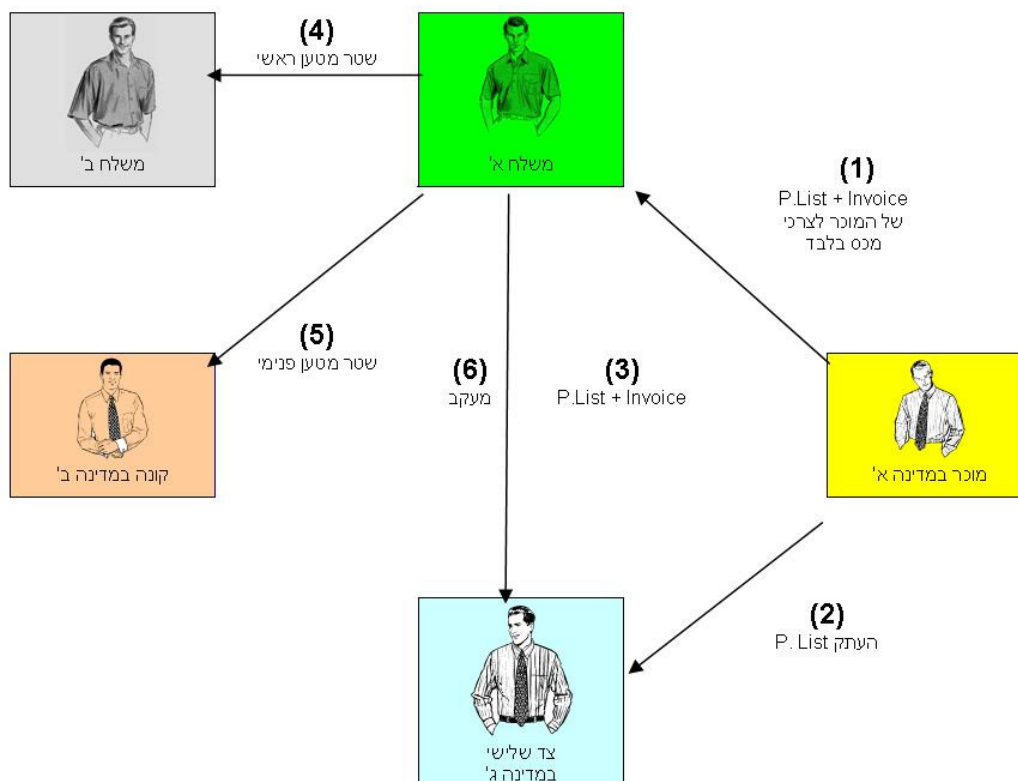 (4)
שטר מטען ראשי
משלח ב'
משלח א'
(1)
P.List + Invoice
של המוכר לצרכי
מכס בלבד
(5)
שטר מטען פנימי
(6)
מעקב
(3)
P.List + Invoice
קונה במדינה ב'
מוכר במדינה א'
(2)
העתק P. List
צד שלישי
במדינה ג'